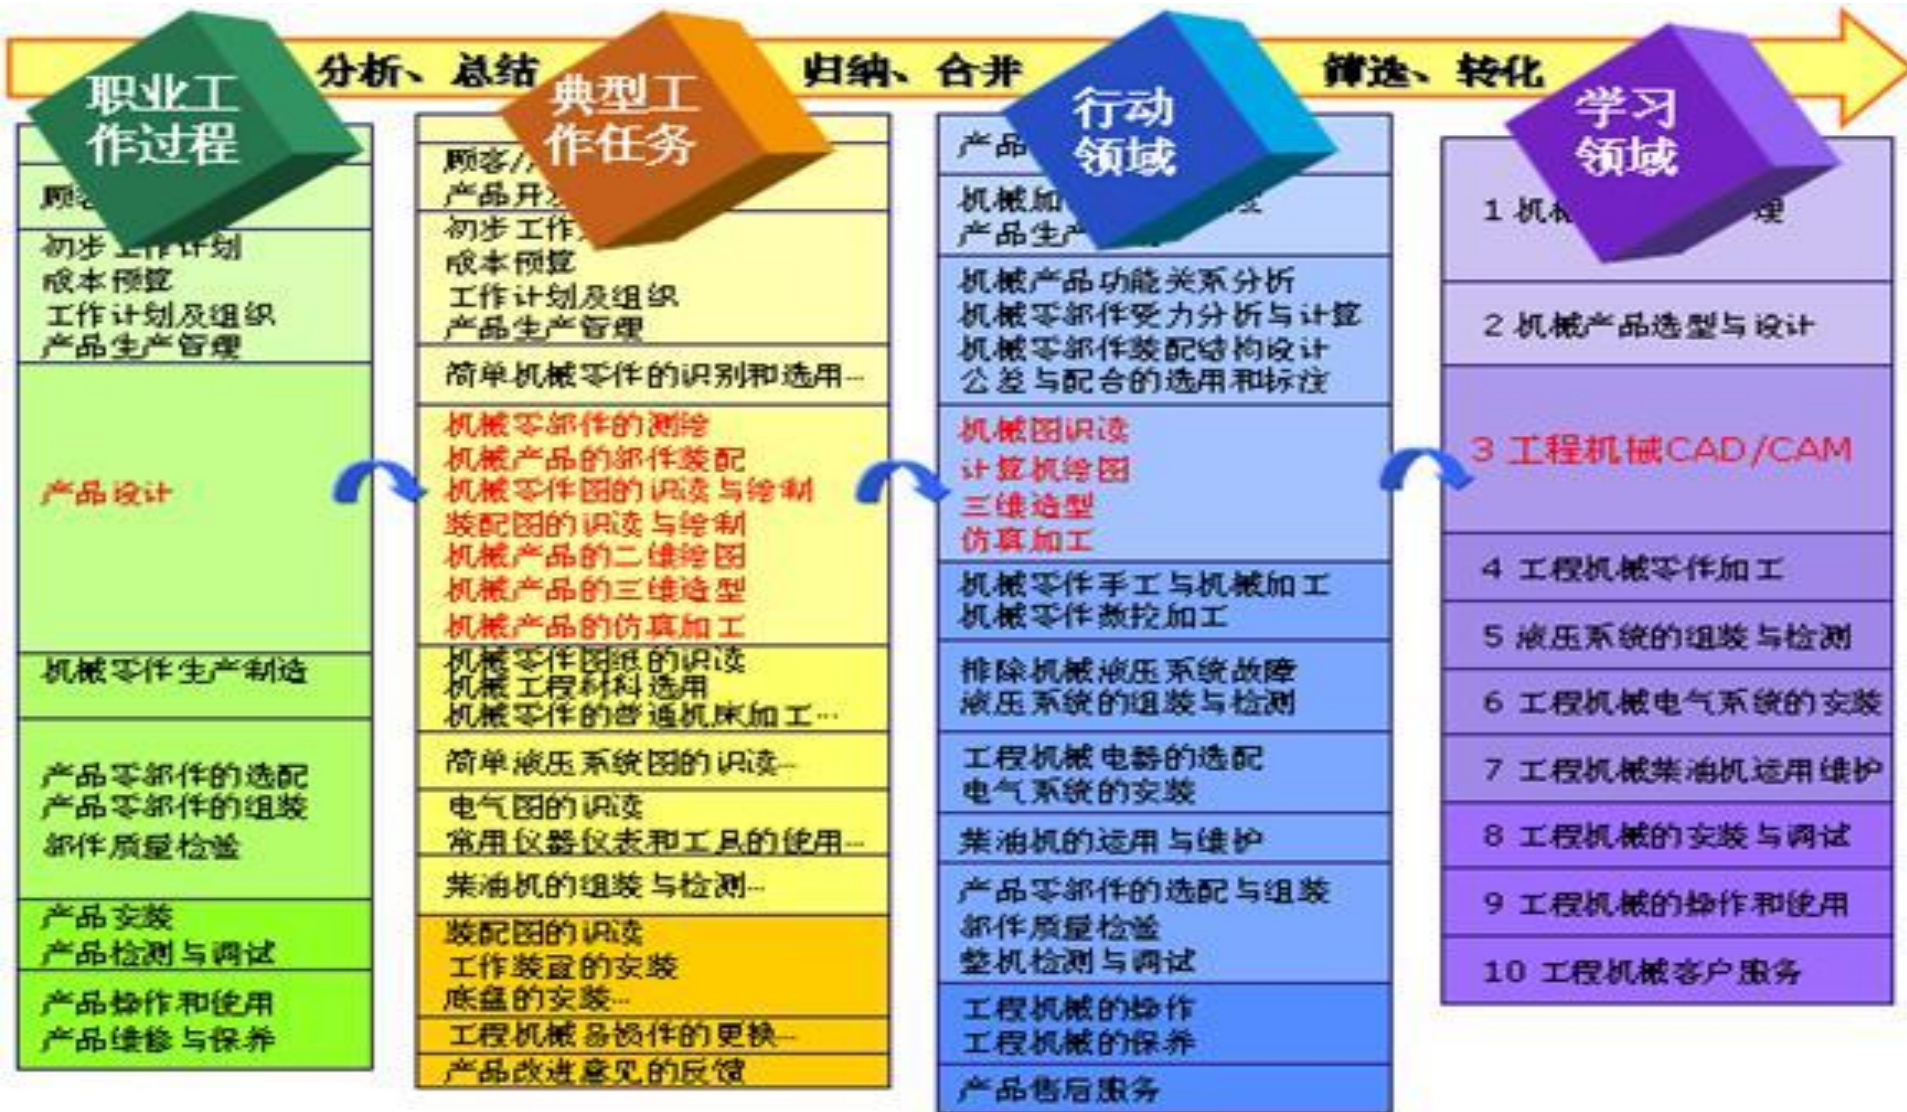 分析、总结
归纳、合并
筛选、转化
职业工
作过程
初步工作计划
成本预算
工作计划及组织
产品生产管理
产品设计
机械零件生产制造
产品零部件的选配
产品零部件的组装
部件质量检验
产品安装
产品检测与调试
产品操作和使用
产品维修与保养
典型工
作任务
顾客/
产品开发
初步工作
成本预算
工作计划及组织
产品生产管理
简单机械零件的识别和选用…
机械零部件的测绘
机械产品的部件装配
机械零件图的识读与绘制
装配图的识读与绘制
机械产品的二维绘图
机械产品的三维造型
机械产品的仿真加工
机械零件图纸的识读
机械工程材料选用
机械零件的普通机床加工…
简单液压系统图的识读…
电气图的识读
常用仪器仪表和工具的使用…
柴油机的组装与检测…
装配图的识读
工作装置的安装
底盘的安装…
工程机械易损件的更换…
产品改进意见的反馈
行动
领域
产品
机械加
产品生产
机械产品功能关系分析
机械零部件受力分析与计算
机械零部件装配结构设计
公差与配合的选用和标注
机械图识读
计算机绘图
三维造型
仿真加工
机械零件手工与机械加工
机械零件数控加工
排除机械液压系统故障
液压系统的组装与检测
工程机械电器的选配
电气系统的安装
柴油机的运用与维护
产品零部件的选配与组装
部件质量检验
整机检测与调试
工程机械的操作
工程机械的保养
产品售后服务
学习
领域
1 机械 理
2 机械产品选型与设计
3 工程机械CAD/CAM
4 工程机械零件加工
5 液压系统的组装与检测
6 工程机械电气系统的安装
7 工程机械柴油机运用维护
8 工程机械的安装与调试
9 工程机械的操作和使用
10 工程机械客户服务